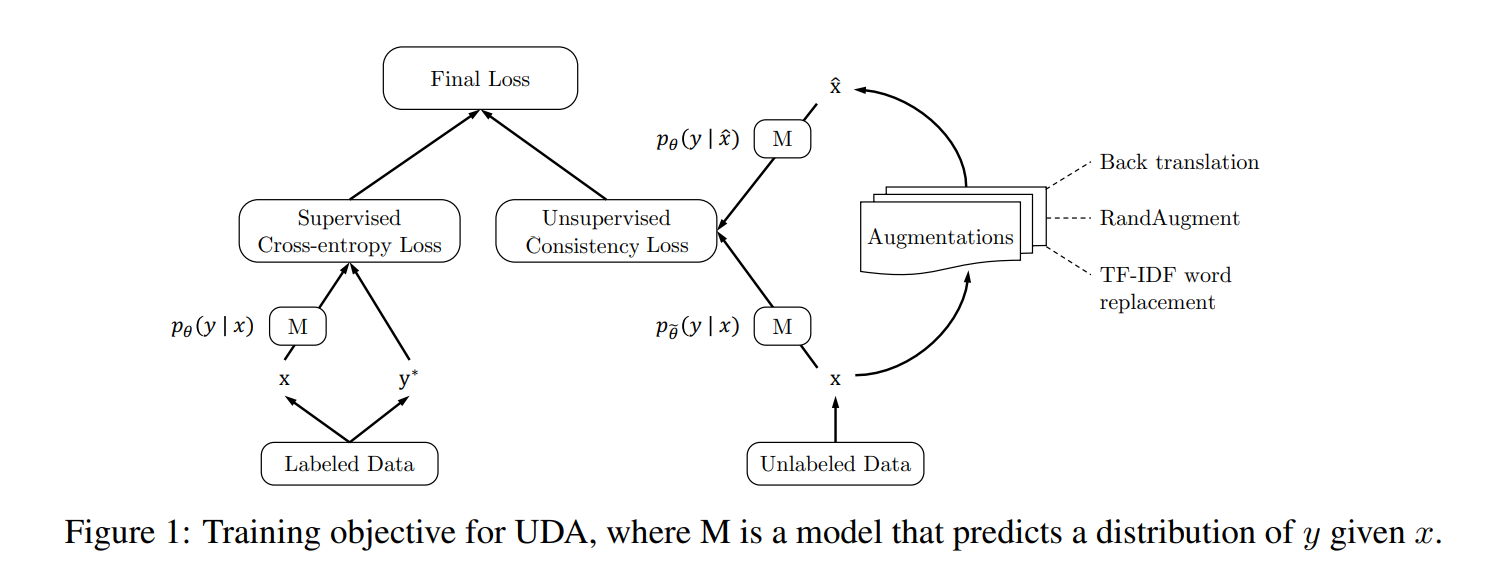 Final Loss
x̂
pθ(y | x̂)
M
Back translation
Supervised
Cross-entropy Loss
Unsupervised
Consistency Loss
Augmentations
RandAugment
TF-IDF word
replacement
pθ(y | x)
M
pθ̃(y | x)
M
x
y*
x
Labeled Data
Unlabeled Data
Figure 1: Training objective for UDA, where M is a model that predicts a distribution of y given x.